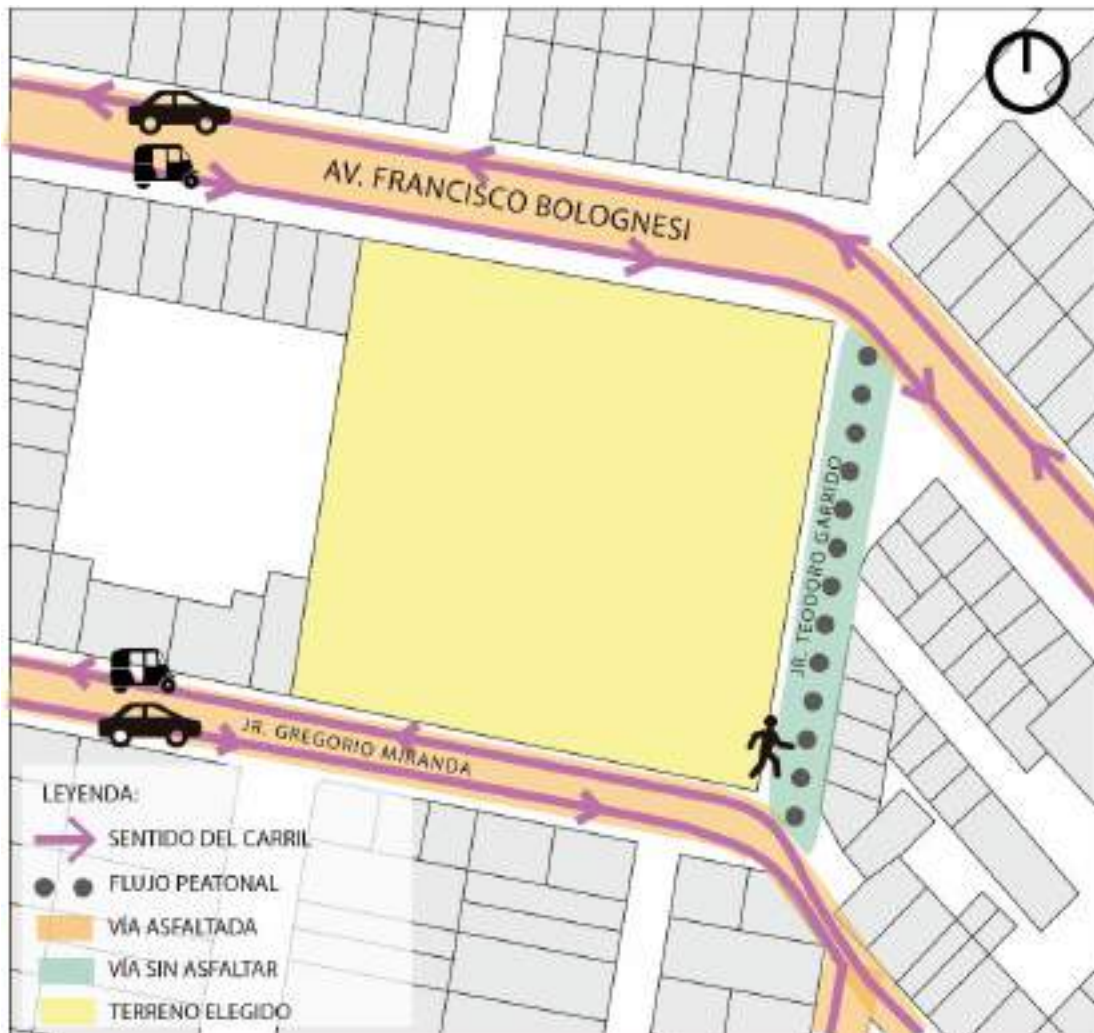 AV. FRANCISCO BOLOGNESI
JR. TEODORO GARRIDO
JR. GREGORIO MIRANDA
LEYENDA:
SENTIDO DEL CARRIL
FLUJO PEATONAL
VÍA ASFALTADA
VÍA SIN ASFALTAR
TERRENO ELEGIDO